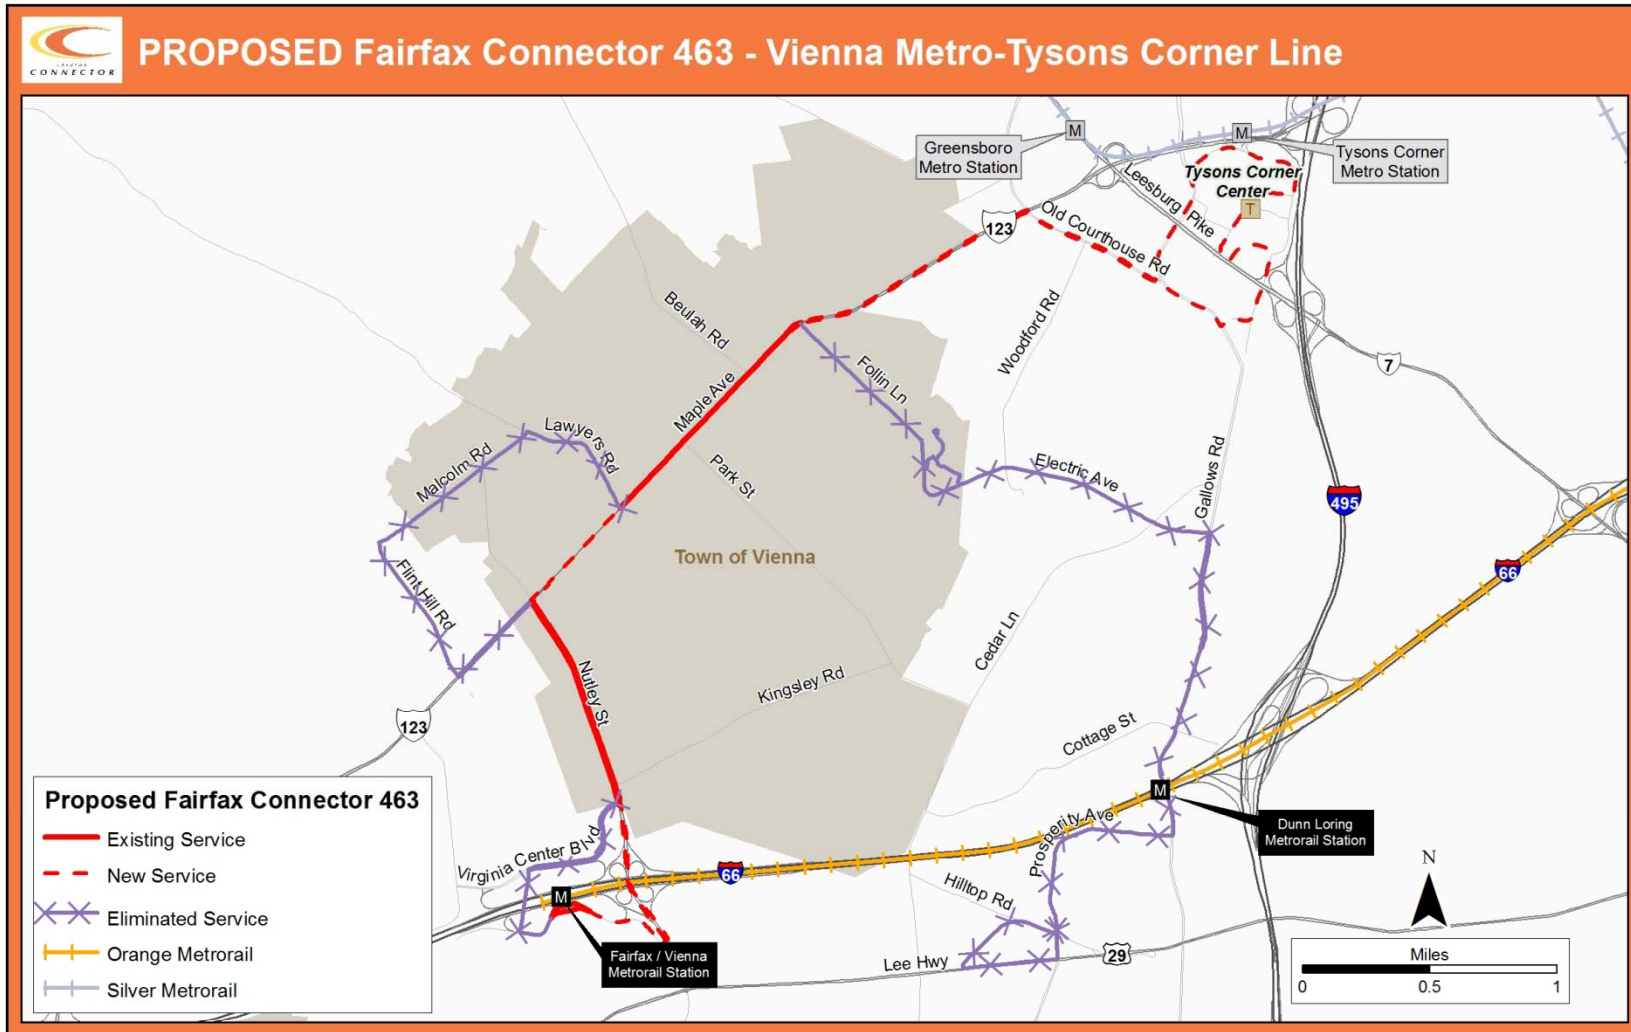 FAIRFAX
CONNECTOR
PROPOSED Fairfax Connector 463 - Vienna Metro-Tysons Corner Line
M
M
Greensboro
Metro Station
Tysons Corner
Metro Station
Tysons Corner
Center
T
Leesburg Pike
123
Old Courthouse Rd
Beulah Rd
Woodford Rd
7
Maple Ave
Follin Ln
Lawyers Rd
Malcolm Rd
Park St
Electric Ave
Gallows Rd
495
Town of Vienna
66
Flint Hill Rd
Cedar Ln
Nutley St
Kingsley Rd
123
Cottage St
M
Dunn Loring
Metrorail Station
Prosperity Ave
Virginia Center Blvd
66
M
Hilltop Rd
Fairfax / Vienna
Metrorail Station
Lee Hwy
29
N
Miles
0
0.5
1
Proposed Fairfax Connector 463
Existing Service
New Service
Eliminated Service
Orange Metrorail
Silver Metrorail